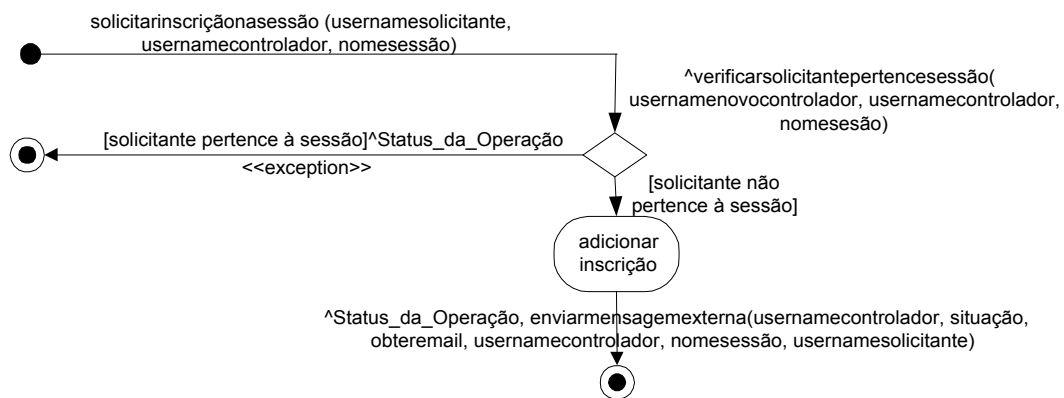 solicitarinscriçãonasessão (usernamesolicitante,
usernamecontrolador, nomesessão)
^verificarsolicitantepertencesessão(
usernamenovocontrolador, usernamecontrolador,
nomesesão)
[solicitante pertence à sessão]^Status_da_Operação
<<exception>>
[solicitante não
pertence à sessão]
adicionar
inscrição
^Status_da_Operação, enviarmensagemexterna(usernamecontrolador, situação,
obteremail, usernamecontrolador, nomesessão, usernamesolicitante)